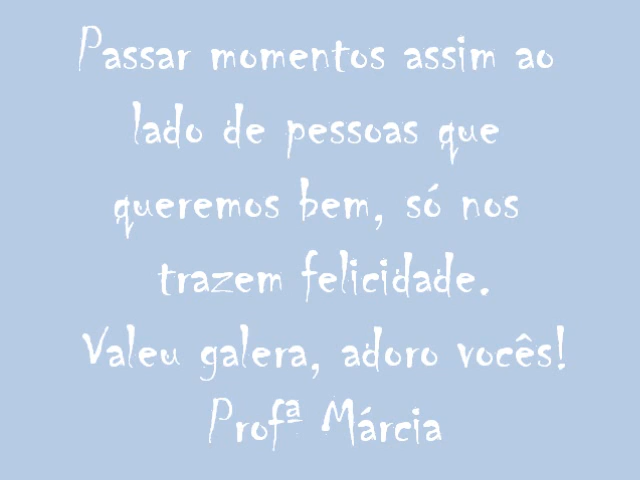 Passar momentos assim ao
lado de pessoas que
queremos bem, só nos
trazem felicidade.
Valeu galera, adoro vocês!
Profª Márcia